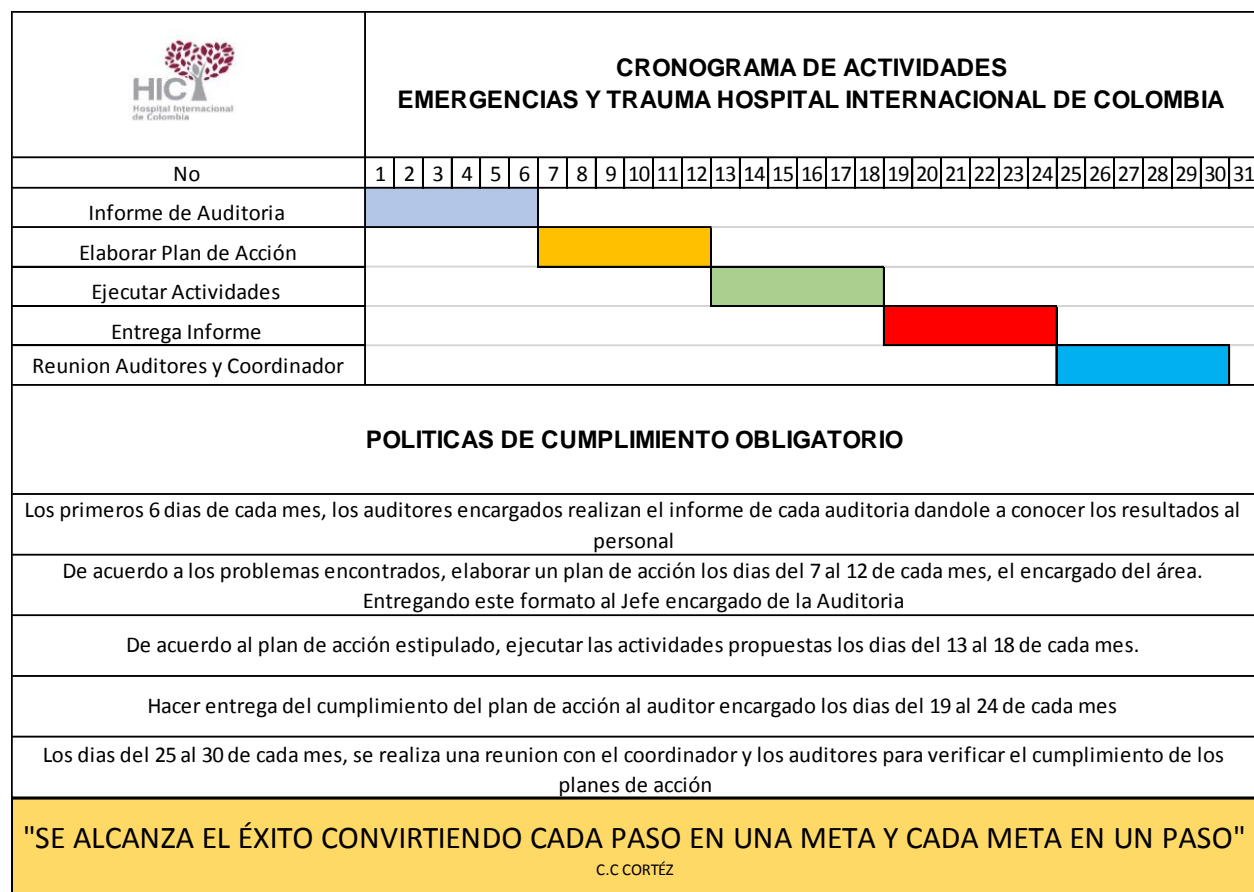 HIC
Hospital Internacional
de Colombia
CRONOGRAMA DE ACTIVIDADES
EMERGENCIAS Y TRAUMA HOSPITAL INTERNACIONAL DE COLOMBIA
No 1 2 3 4 5 6 7 8 9 10 11 12 13 14 15 16 17 18 19 20 21 22 23 24 25 26 27 28 29 30 31
Informe de Auditoria
Elaborar Plan de Acción
Ejecutar Actividades
Entrega Informe
Reunion Auditores y Coordinador
POLITICAS DE CUMPLIMIENTO OBLIGATORIO
Los primeros 6 dias de cada mes, los auditores encargados realizan el informe de cada auditoria dandole a conocer los resultados al
personal
De acuerdo a los problemas encontrados, elaborar un plan de acción los dias del 7 al 12 de cada mes, el encargado del área.
Entregando este formato al Jefe encargado de la Auditoria
De acuerdo al plan de acción estipulado, ejecutar las actividades propuestas los dias del 13 al 18 de cada mes.
Hacer entrega del cumplimiento del plan de acción al auditor encargado los dias del 19 al 24 de cada mes
Los dias del 25 al 30 de cada mes, se realiza una reunion con el coordinador y los auditores para verificar el cumplimiento de los
planes de acción
"SE ALCANZA EL ÉXITO CONVIRTIENDO CADA PASO EN UNA META Y CADA META EN UN PASO"
C.C CORTÉZ